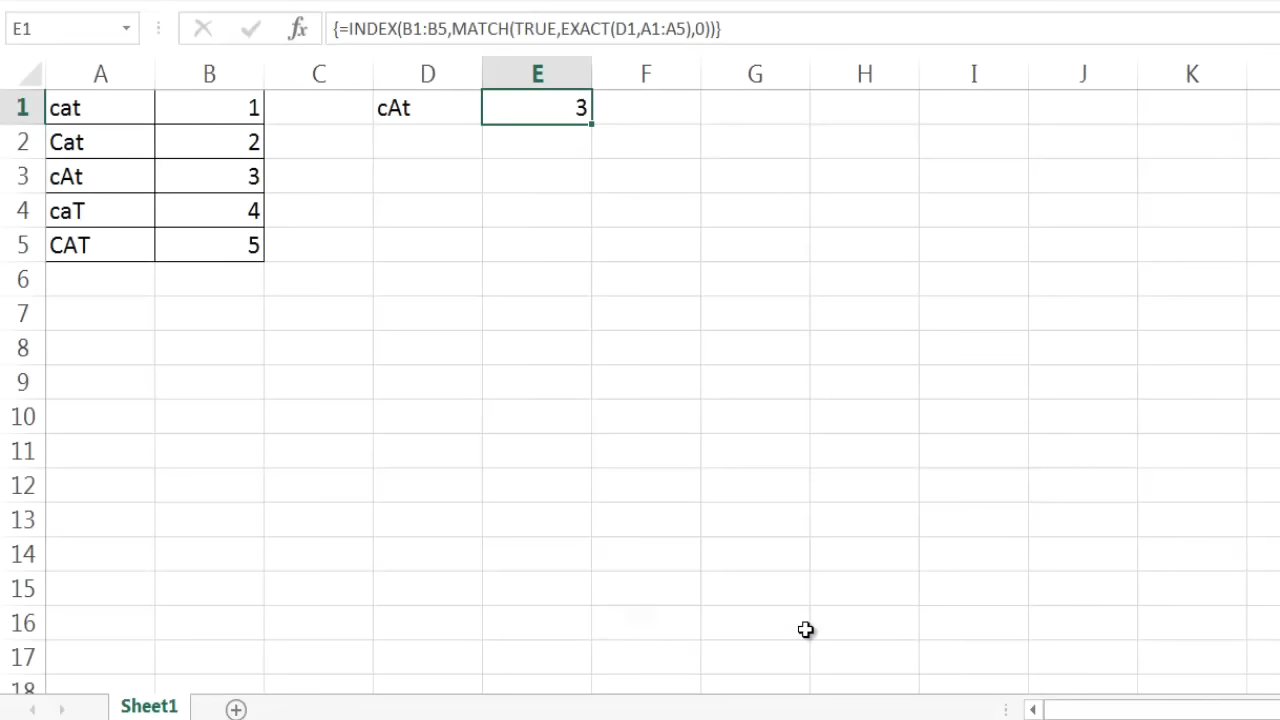 E1 fx {=INDEX(B1:B5,MATCH(TRUE,EXACT(D1,A1:A5),0))}
A B C D E F G H I J K
1 cat 1 cAt 3
2 Cat 2
3 cAt 3
4 caT 4
5 CAT 5
6
7
8
9
10
11
12
13
14
15
16
17
18
Sheet1